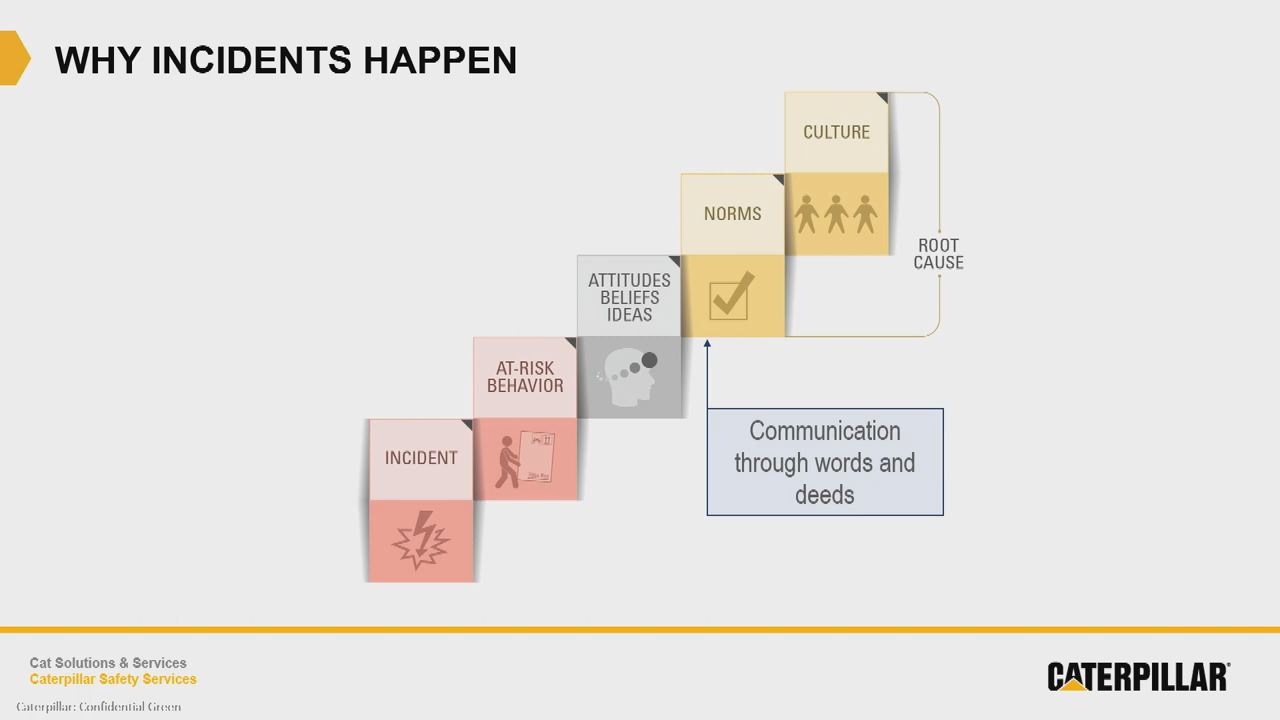 WHY INCIDENTS HAPPEN
CULTURE
NORMS
ROOT
CAUSE
ATTITUDES
BELIEFS
IDEAS
AT-RISK
BEHAVIOR
Communication
through words and
deeds
INCIDENT
Cat Solutions & Services
Caterpillar Safety Services
Caterpillar: Confidential Green
CATERPILLAR®